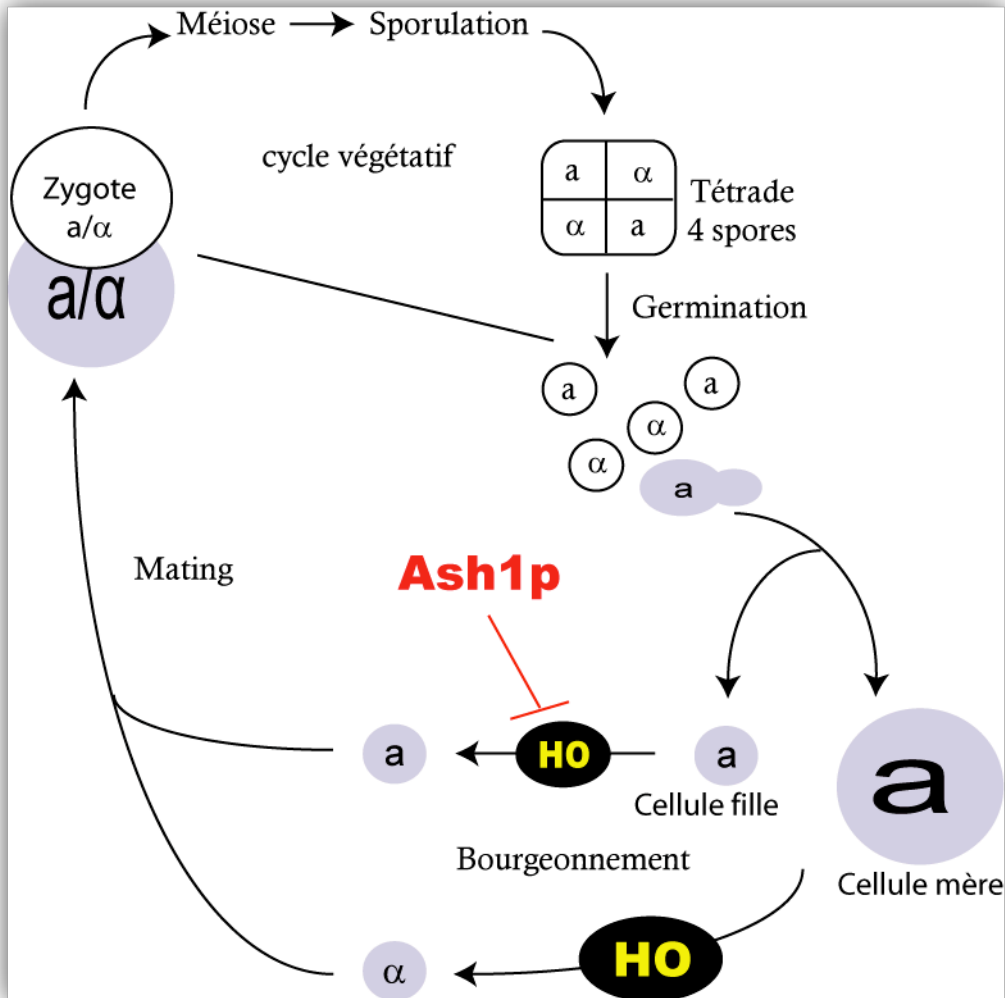 Méiose
Sporulation
cycle végétatif
Zygote
a/α
a/α
a α
α a
Tétrade
4 spores
Germination
a
a
α
α
a
Mating
Ash1p
a
HO
a
a
Cellule fille
Bourgeonnement
Cellule mère
HO
α